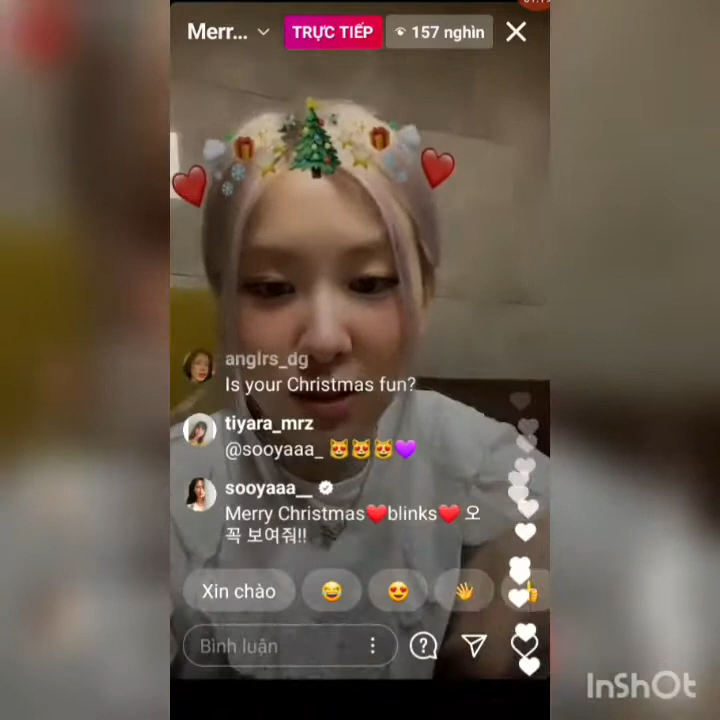 Merr...
TRỰC TIẾP
157 nghìn
anglrs_dg
Is your Christmas fun?
tiyara_mrz
@sooyaaa_ 😻😻😻💜
sooyaaa__
Merry Christmas❤️blinks❤️ 오
꼭 보여줘!!
Xin chào
Bình luận
InShOt